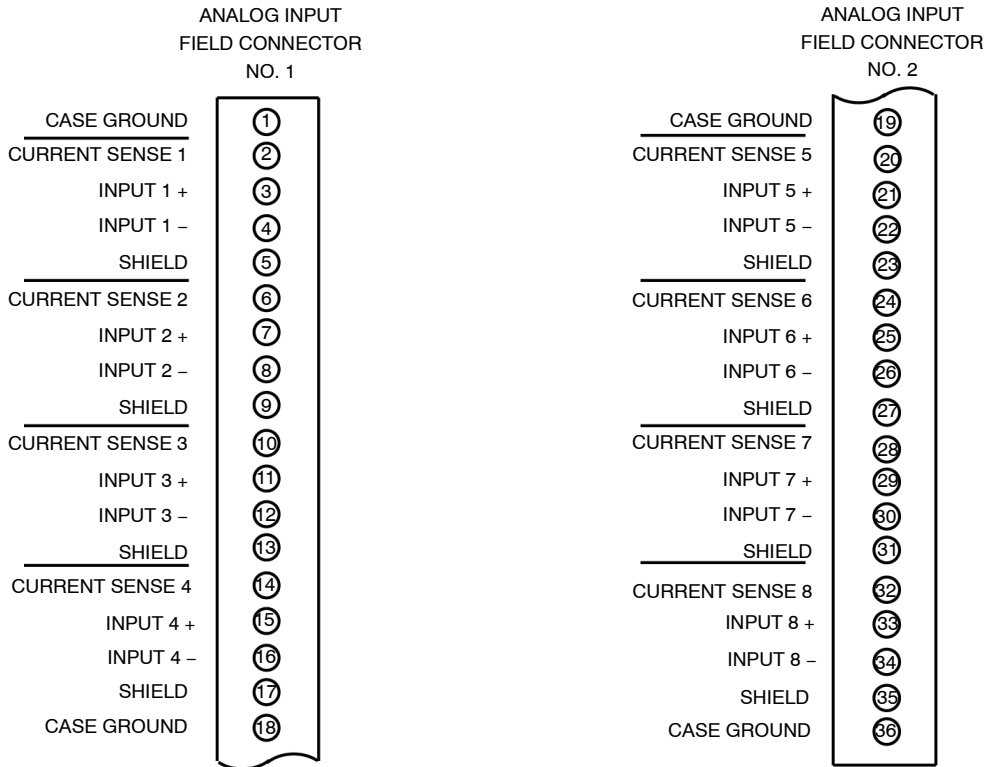 ANALOG INPUT
FIELD CONNECTOR
NO. 1
CASE GROUND 1
CURRENT SENSE 1 2
INPUT 1 + 3
INPUT 1 – 4
SHIELD 5
CURRENT SENSE 2 6
INPUT 2 + 7
INPUT 2 – 8
SHIELD 9
CURRENT SENSE 3 10
INPUT 3 + 11
INPUT 3 – 12
SHIELD 13
CURRENT SENSE 4 14
INPUT 4 + 15
INPUT 4 – 16
SHIELD 17
CASE GROUND 18
ANALOG INPUT
FIELD CONNECTOR
NO. 2
CASE GROUND 19
CURRENT SENSE 5 20
INPUT 5 + 21
INPUT 5 – 22
SHIELD 23
CURRENT SENSE 6 24
INPUT 6 + 25
INPUT 6 – 26
SHIELD 27
CURRENT SENSE 7 28
INPUT 7 + 29
INPUT 7 – 30
SHIELD 31
CURRENT SENSE 8 32
INPUT 8 + 33
INPUT 8 – 34
SHIELD 35
CASE GROUND 36